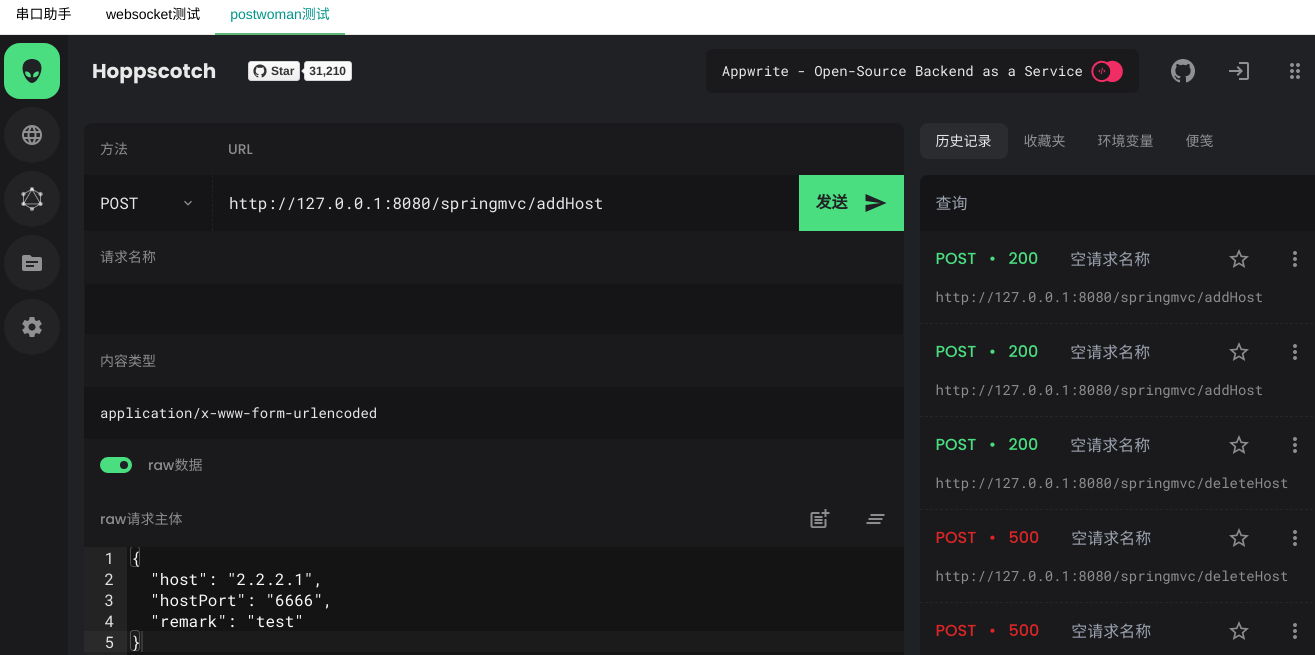 串口助手 websocket测试 postwoman测试
Hoppscotch Star 31,210 Appwrite - Open-Source Backend as a Service
方法 URL
POST http://127.0.0.1:8080/springmvc/addHost 发送
请求名称
内容类型
application/x-www-form-urlencoded
raw数据
raw请求主体
1 {
2 "host": "2.2.2.1",
3 "hostPort": "6666",
4 "remark": "test"
5 }
历史记录 收藏夹 环境变量 便笺
查询
POST • 200 空请求名称
http://127.0.0.1:8080/springmvc/addHost
POST • 200 空请求名称
http://127.0.0.1:8080/springmvc/addHost
POST • 200 空请求名称
http://127.0.0.1:8080/springmvc/deleteHost
POST • 500 空请求名称
http://127.0.0.1:8080/springmvc/deleteHost
POST • 500 空请求名称